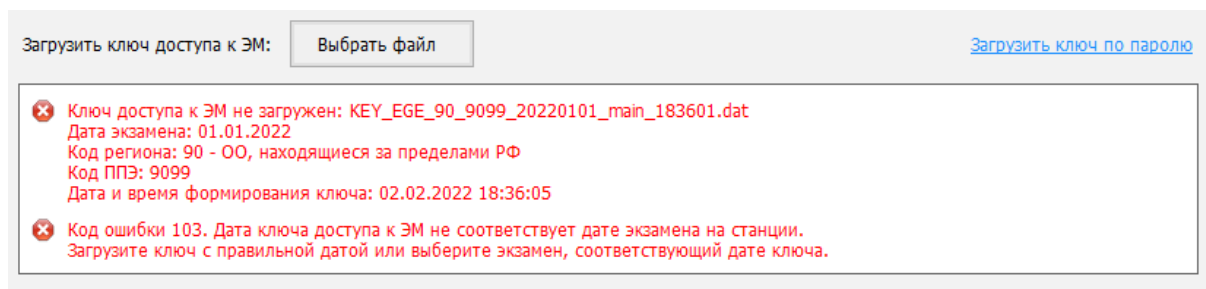 Загрузить ключ доступа к ЭМ: Выбрать файл Загрузить ключ по паролю
Ключ доступа к ЭМ не загружен: KEY_EGE_90_9099_20220101_main_183601.dat
Дата экзамена: 01.01.2022
Код региона: 90 - ОО, находящиеся за пределами РФ
Код ППЭ: 9099
Дата и время формирования ключа: 02.02.2022 18:36:05
Код ошибки 103. Дата ключа доступа к ЭМ не соответствует дате экзамена на станции.
Загрузите ключ с правильной датой или выберите экзамен, соответствующий дате ключа.